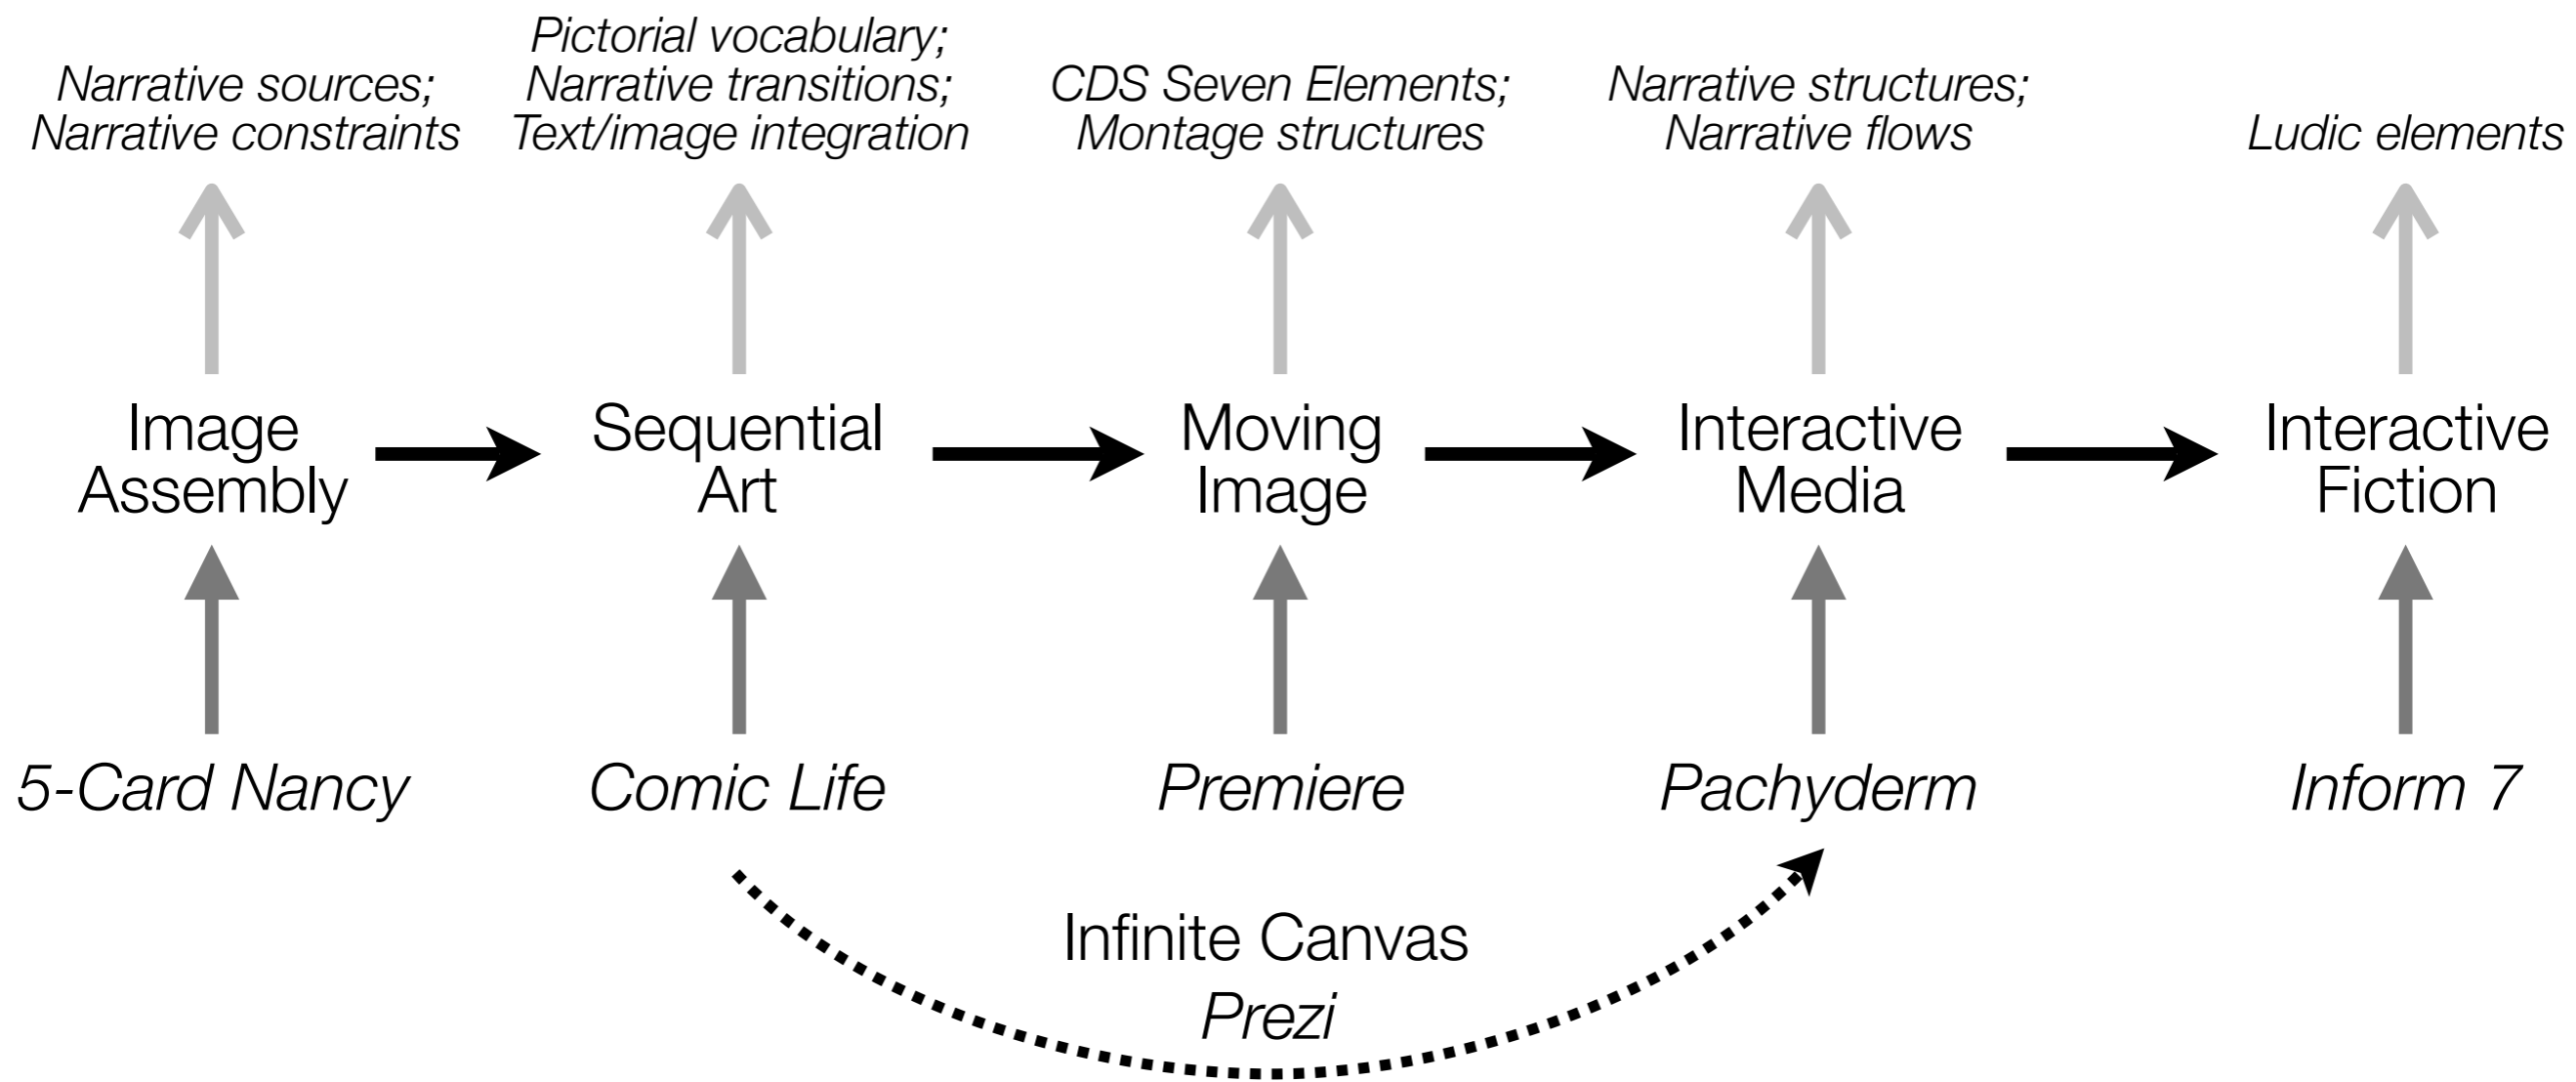 Narrative sources;
Narrative constraints
Pictorial vocabulary;
Narrative transitions;
Text/image integration
CDS Seven Elements;
Montage structures
Narrative structures;
Narrative flows
Ludic elements
Image
Assembly
Sequential
Art
Moving
Image
Interactive
Media
Interactive
Fiction
5-Card Nancy
Comic Life
Premiere
Pachyderm
Inform 7
Infinite Canvas
Prezi